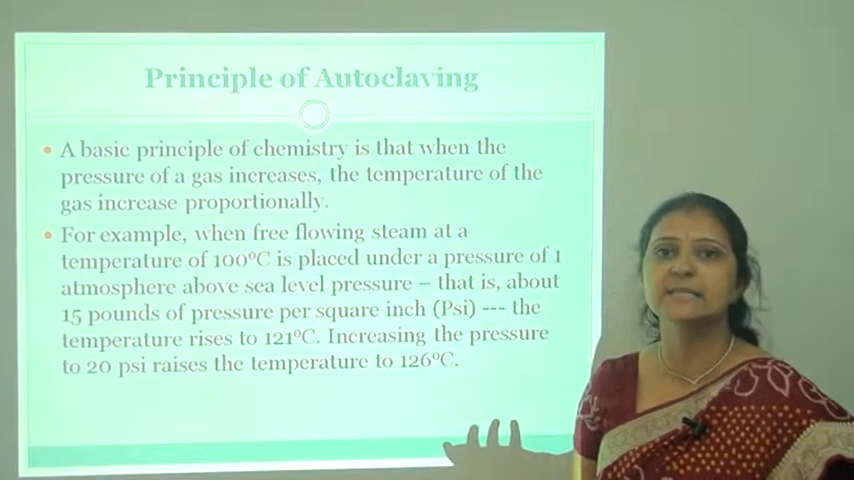 Principle of Autoclaving
• A basic principle of chemistry is that when the
pressure of a gas increases, the temperature of the
gas increase proportionally.
• For example, when free flowing steam at a
temperature of 100°C is placed under a pressure of 1
atmosphere above sea level pressure – that is, about
15 pounds of pressure per square inch (Psi) --- the
temperature rises to 121°C. Increasing the pressure
to 20 psi raises the temperature to 126°C.